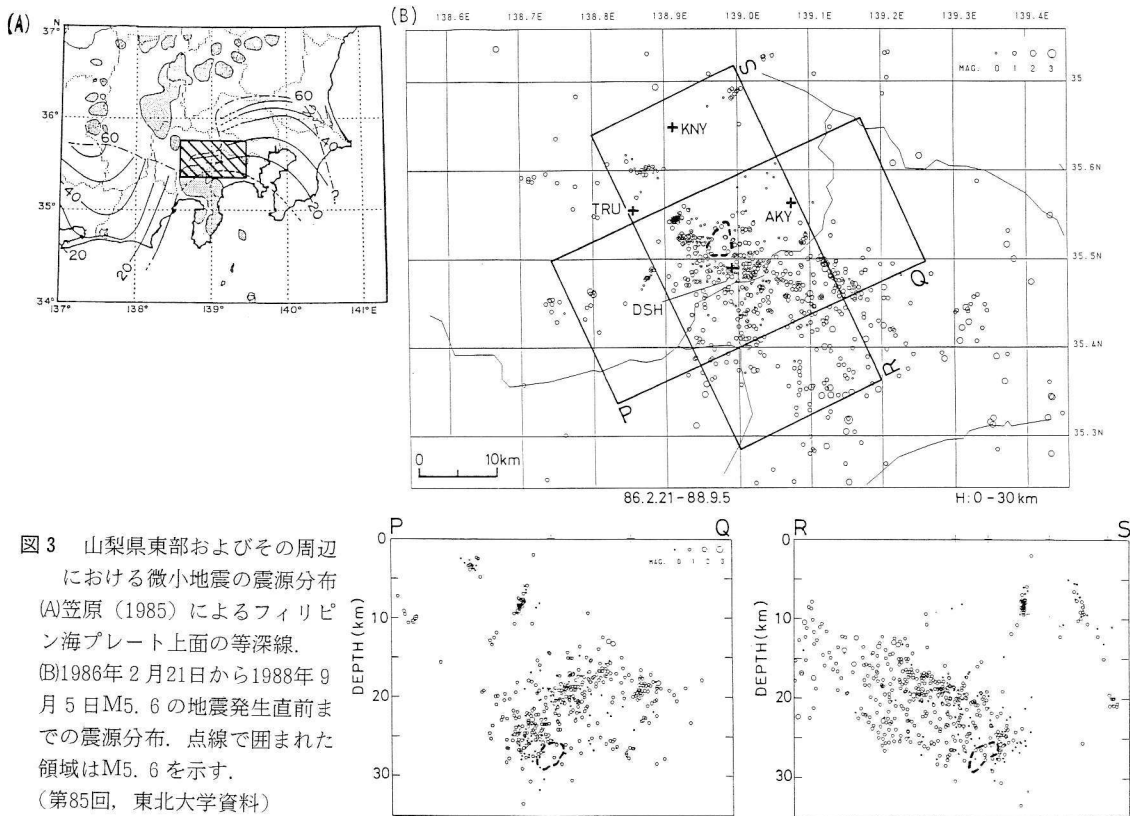 (A)
N
37°
36°
35°
34°
137°
138°
139°
140°
141°E
60
60
40
40
20
20
(B)
138.6E 138.7E 138.8E 138.9E 139.0E 139.1E 139.2E 139.3E 139.4E
MAG. 0 1 2 3
35
35.6N
35.5N
35.4N
35.3N
S
KNY
TRU
AKY
DSH
Q
P
R
0 10km
86.2.21-88.9.5
H: 0-30km
図3 山梨県東部およびその周辺
における微小地震の震源分布
(A)笠原(1985)によるフィリピ
ン海プレート上面の等深線.
(B)1986年2月21日から1988年9
月5日M5.6の地震発生直前ま
での震源分布.点線で囲まれた
領域はM5.6を示す.
(第85回,東北大学資料)
P Q
0
10
20
30
DEPTH(km)
MAG. 0 1 2 3
R S
0
10
20
30
DEPTH(km)